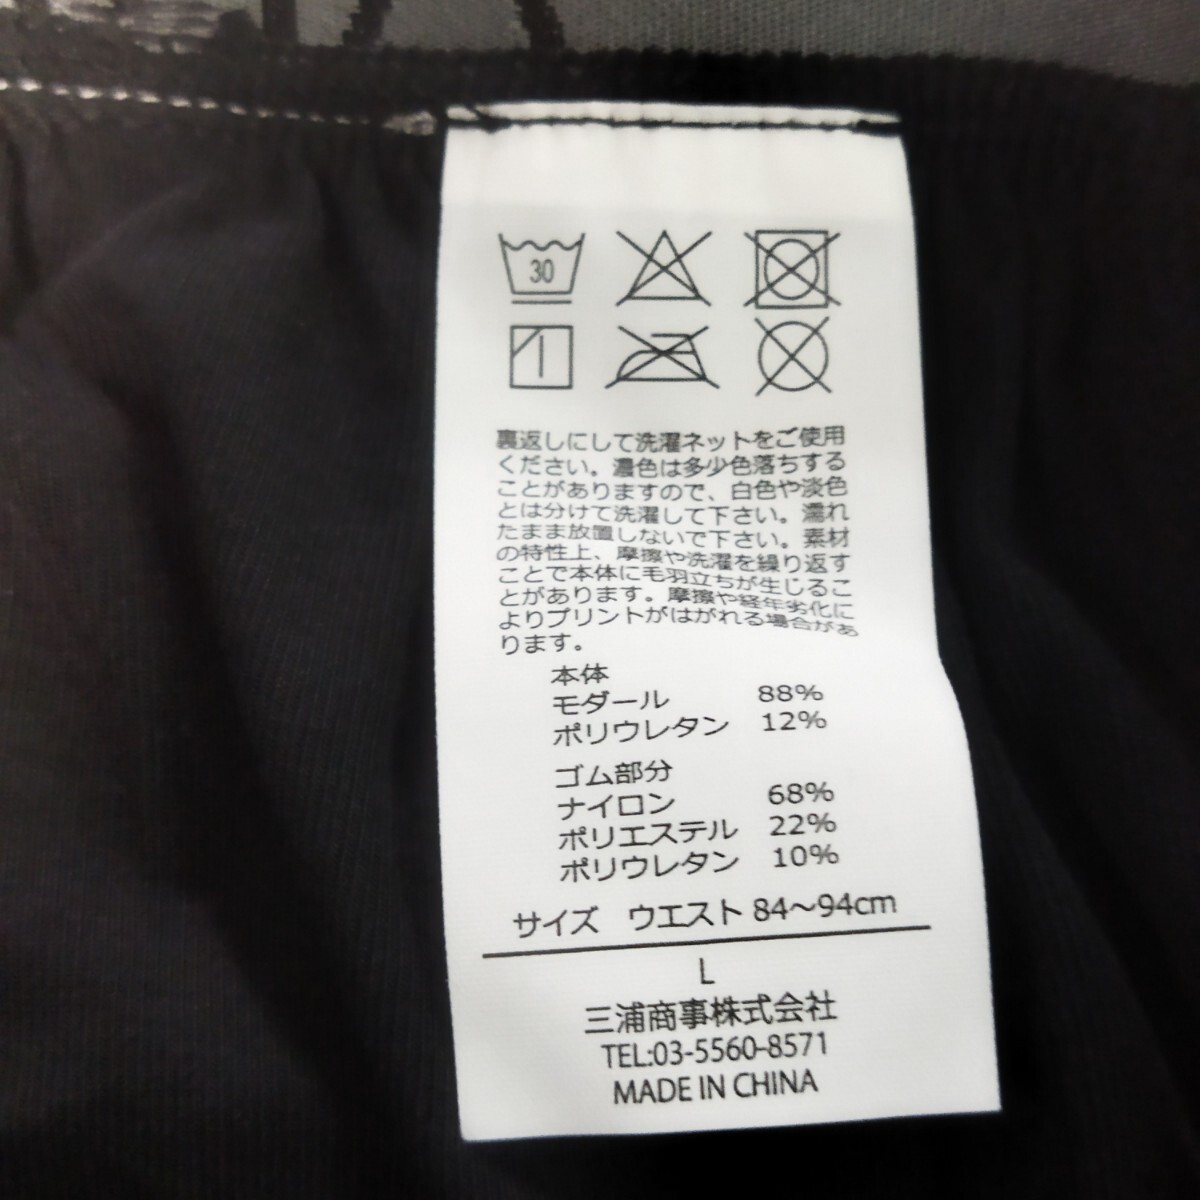 30
裏返しにして洗濯ネットをご使用
ください。濃色は多少色落ちする
ことがありますので、白色や淡色
とは分けて洗濯して下さい。濡れ
たまま放置しないで下さい。素材
の特性上、摩擦や洗濯を繰り返す
ことで本体に毛羽立ちが生じるこ
とがあります。摩擦や経年劣化に
よりプリントがはがれる場合があ
ります。
本体
モダール 88%
ポリウレタン 12%
ゴム部分
ナイロン 68%
ポリエステル 22%
ポリウレタン 10%
サイズ ウエスト 84～94cm
L
三浦商事株式会社
TEL:03-5560-8571
MADE IN CHINA